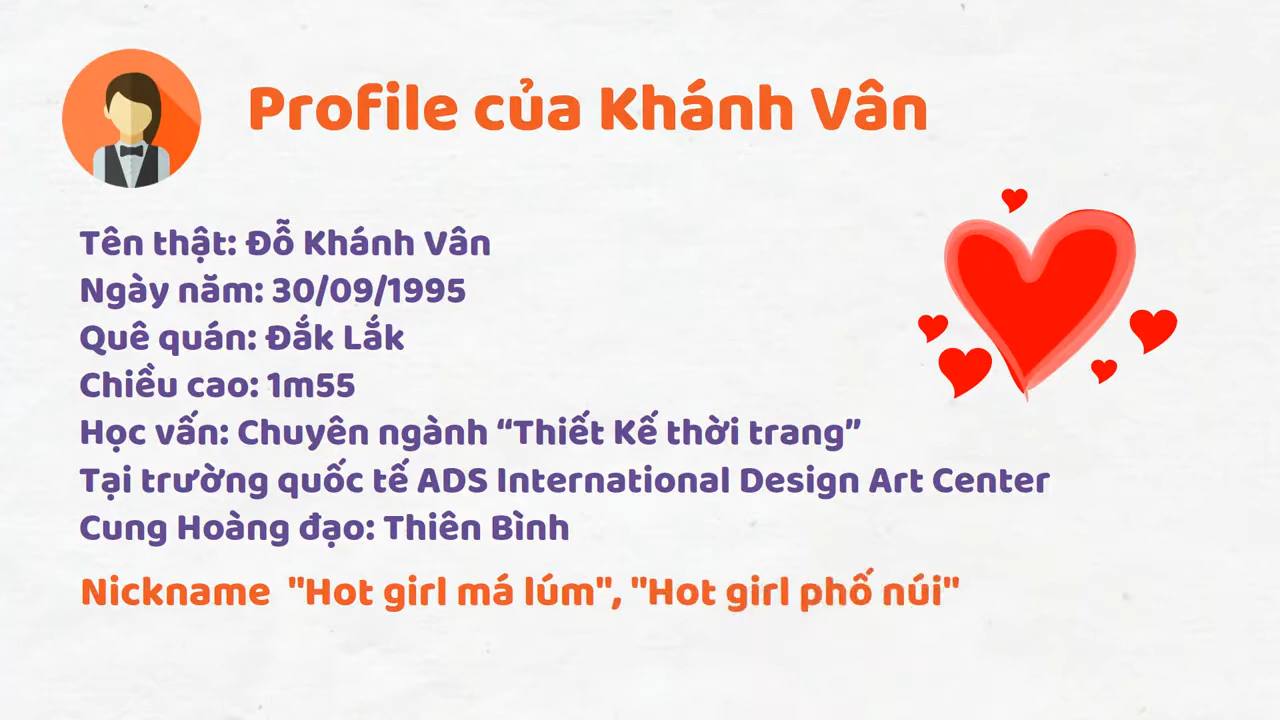 Profile của Khánh Vân
Tên thật: Đỗ Khánh Vân
Ngày năm: 30/09/1995
Quê quán: Đắk Lắk
Chiều cao: 1m55
Học vấn: Chuyên ngành “Thiết Kế thời trang”
Tại trường quốc tế ADS International Design Art Center
Cung Hoàng đạo: Thiên Bình
Nickname "Hot girl má lúm", "Hot girl phố núi"